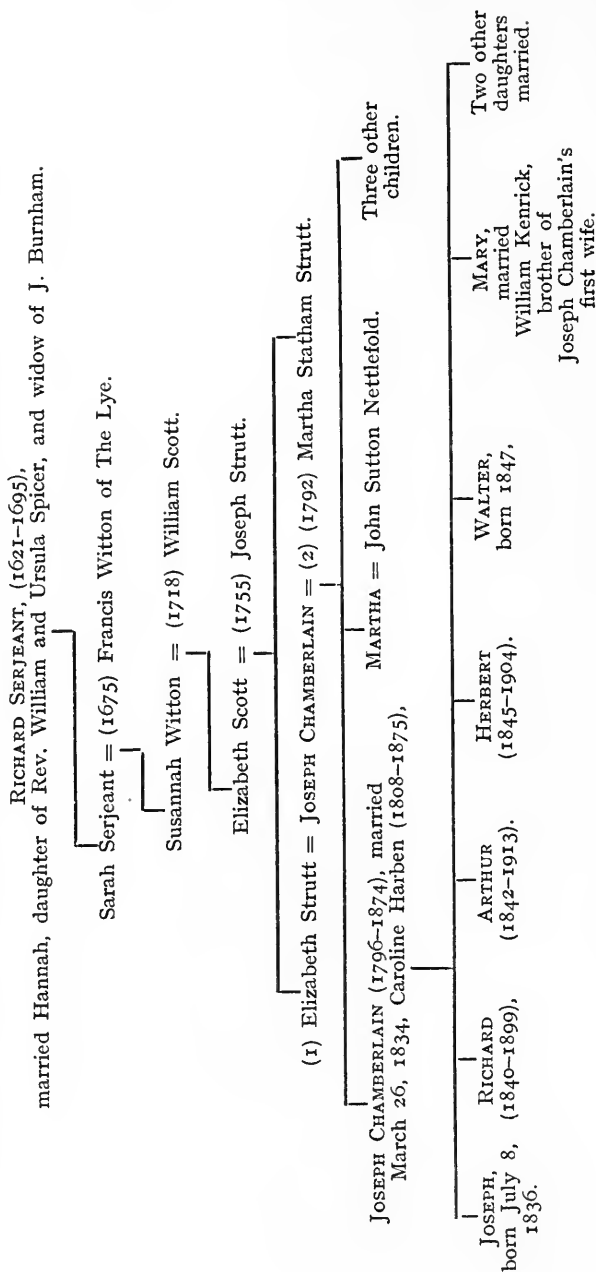 RICHARD SERJEANT, (1621–1695),
married Hannah, daughter of Rev. William and Ursula Spicer, and widow of J. Burnham.
Sarah Serjeant = (1675) Francis Witton of The Lye.
Susannah Witton = (1718) William Scott.
Elizabeth Scott = (1755) Joseph Strutt.
(1) Elizabeth Strutt = JOSEPH CHAMBERLAIN = (2) (1792) Martha Statham Strutt.
JOSEPH CHAMBERLAIN (1796–1874), married
March 26, 1834, Caroline Harben (1808–1875),
MARTHA = John Sutton Nettlefold.
Three other
children.
JOSEPH,
born July 8,
1836.
RICHARD
(1840–1899),
ARTHUR
(1842–1913).
HERBERT
(1845–1904).
WALTER,
born 1847,
MARY,
married
William Kenrick,
brother of
Joseph Chamberlain's
first wife.
Two other
daughters
married.